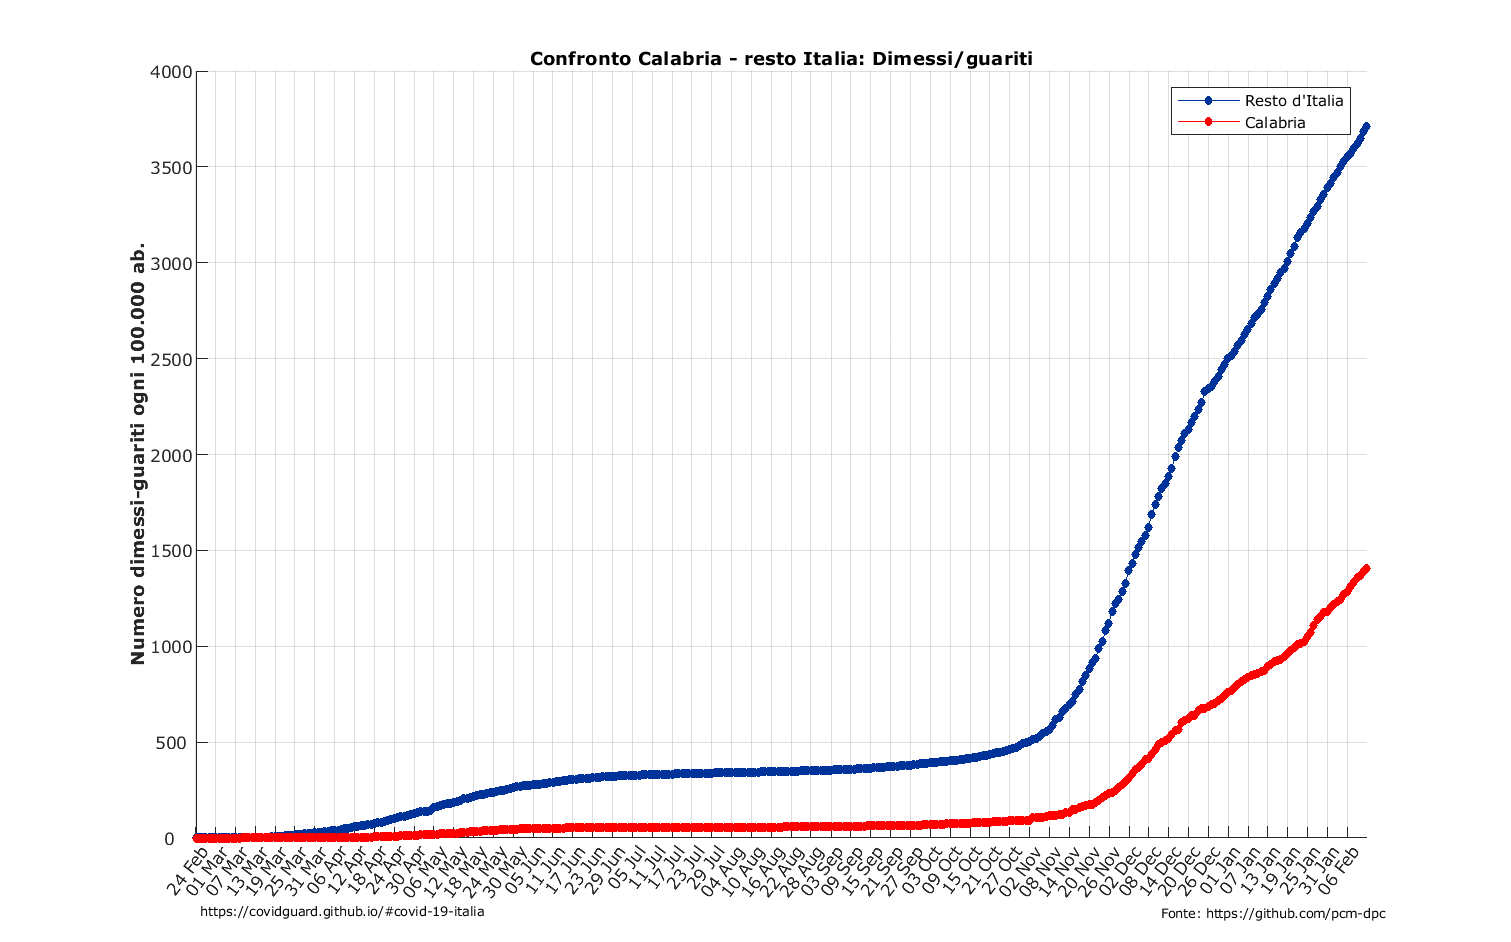 Confronto Calabria - resto Italia: Dimessi/guariti
Resto d'Italia
Calabria
Numero dimessi-guariti ogni 100.000 ab.
4000
3500
3000
2500
2000
1500
1000
500
0
24 Feb
01 Mar
07 Mar
13 Mar
19 Mar
25 Mar
31 Mar
06 Apr
12 Apr
18 Apr
24 Apr
30 Apr
06 May
12 May
18 May
24 May
30 May
05 Jun
11 Jun
17 Jun
23 Jun
29 Jun
05 Jul
11 Jul
17 Jul
23 Jul
29 Jul
04 Aug
10 Aug
16 Aug
22 Aug
28 Aug
03 Sep
09 Sep
15 Sep
21 Sep
27 Sep
03 Oct
09 Oct
15 Oct
21 Oct
27 Oct
02 Nov
08 Nov
14 Nov
20 Nov
26 Nov
02 Dec
08 Dec
14 Dec
20 Dec
26 Dec
01 Jan
07 Jan
13 Jan
19 Jan
25 Jan
31 Jan
06 Feb
https://covidguard.github.io/#covid-19-italia
Fonte: https://github.com/pcm-dpc